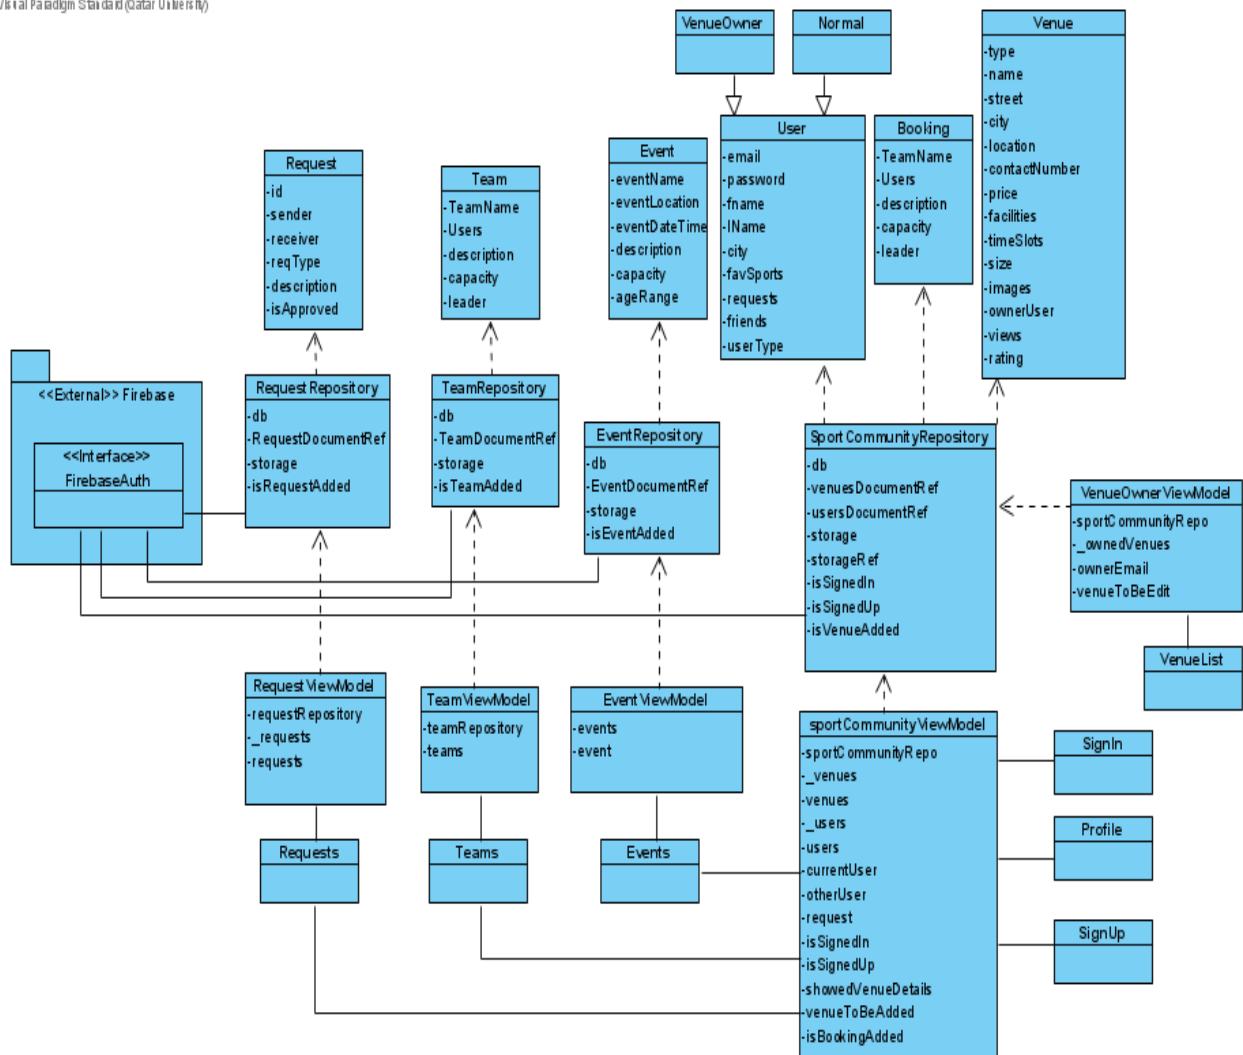 Visual Paradigm Standard (Qatar University)
VenueOwner
Normal
Venue
-type
-name
-street
-city
-location
-contactNumber
-price
-facilities
-timeSlots
-size
-images
-ownerUser
-views
-rating
User
-email
-password
-fname
-lName
-city
-favSports
-requests
-friends
-userType
Booking
-TeamName
-Users
-description
-capacity
-leader
Event
-eventName
-eventLocation
-eventDateTime
-description
-capacity
-ageRange
Request
-id
-sender
-receiver
-reqType
-description
-isApproved
Team
-TeamName
-Users
-description
-capacity
-leader
<<External>> Firebase
<<Interface>>
FirebaseAuth
RequestRepository
-db
-RequestDocumentRef
-storage
-isRequestAdded
TeamRepository
-db
-TeamDocumentRef
-storage
-isTeamAdded
EventRepository
-db
-EventDocumentRef
-storage
-isEventAdded
SportCommunityRepository
-db
-venuesDocumentRef
-usersDocumentRef
-storage
-storageRef
-isSignedIn
-isSignedUp
-isVenueAdded
VenueOwnerViewModel
-sportCommunityRepo
-_ownedVenues
-ownerEmail
-venueToBeEdit
VenueList
RequestViewModel
-requestRepository
-_requests
-requests
TeamViewModel
-teamRepository
-teams
EventViewModel
-events
-event
sportCommunityViewModel
-sportCommunityRepo
-_venues
-venues
-_users
-users
-currentUser
-otherUser
-request
-isSignedIn
-isSignedUp
-showedVenueDetails
-venueToBeAdded
-isBookingAdded
SignIn
Profile
SignUp
Requests
Teams
Events